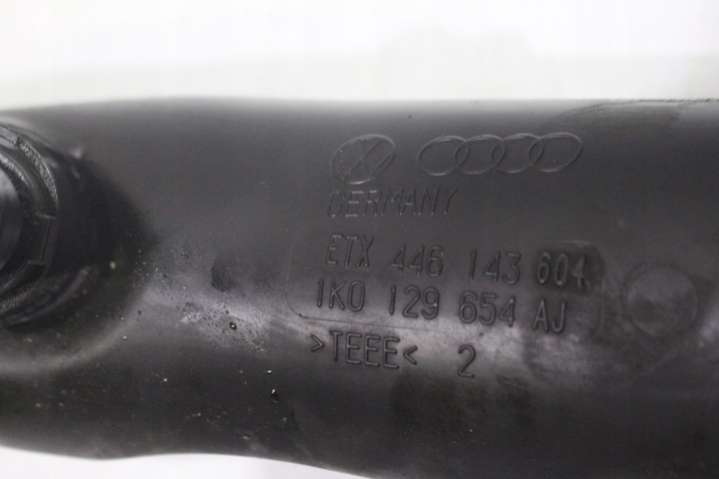 GERMANY
ETX 446 143 604
1K0 129 654 AJ
>TEEE< 2